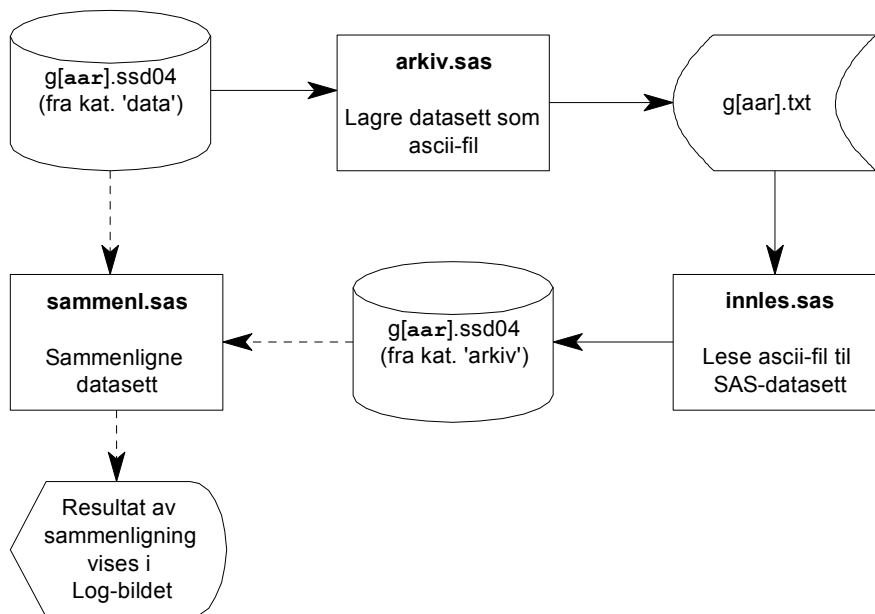 g[aar].ssd04
(fra kat. 'data')
arkiv.sas
Lagre datasett som
ascii-fil
g[aar].txt
sammenl.sas
Sammenligne
datasett
g[aar].ssd04
(fra kat. 'arkiv')
innles.sas
Lese ascii-fil til
SAS-datasett
Resultat av
sammenligning
vises i
Log-bildet